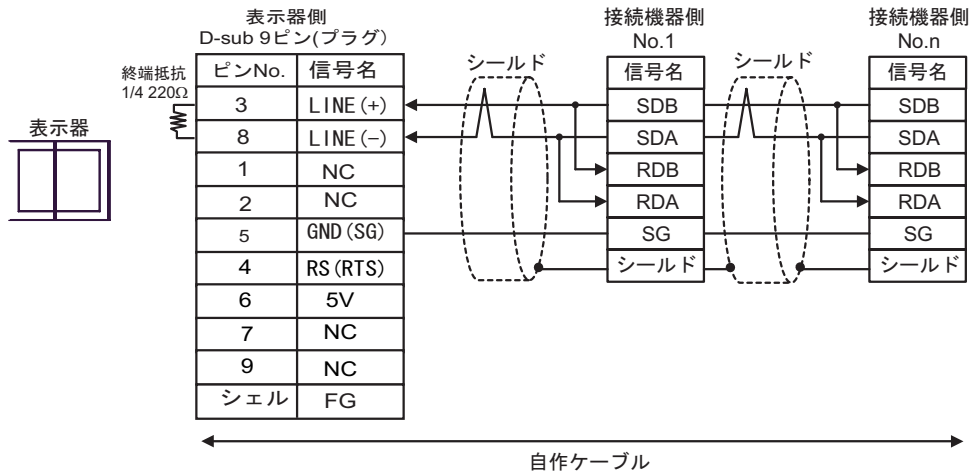 表示器側
D-sub 9ピン(プラグ)
接続機器側
No.1
接続機器側
No.n
終端抵抗
1/4 220Ω
表示器
ピンNo. 信号名
3 LINE(+)
8 LINE(−)
1 NC
2 NC
5 GND(SG)
4 RS(RTS)
6 5V
7 NC
9 NC
シェル FG
シールド
信号名
SDB
SDA
RDB
RDA
SG
シールド
シールド
信号名
SDB
SDA
RDB
RDA
SG
シールド
自作ケーブル